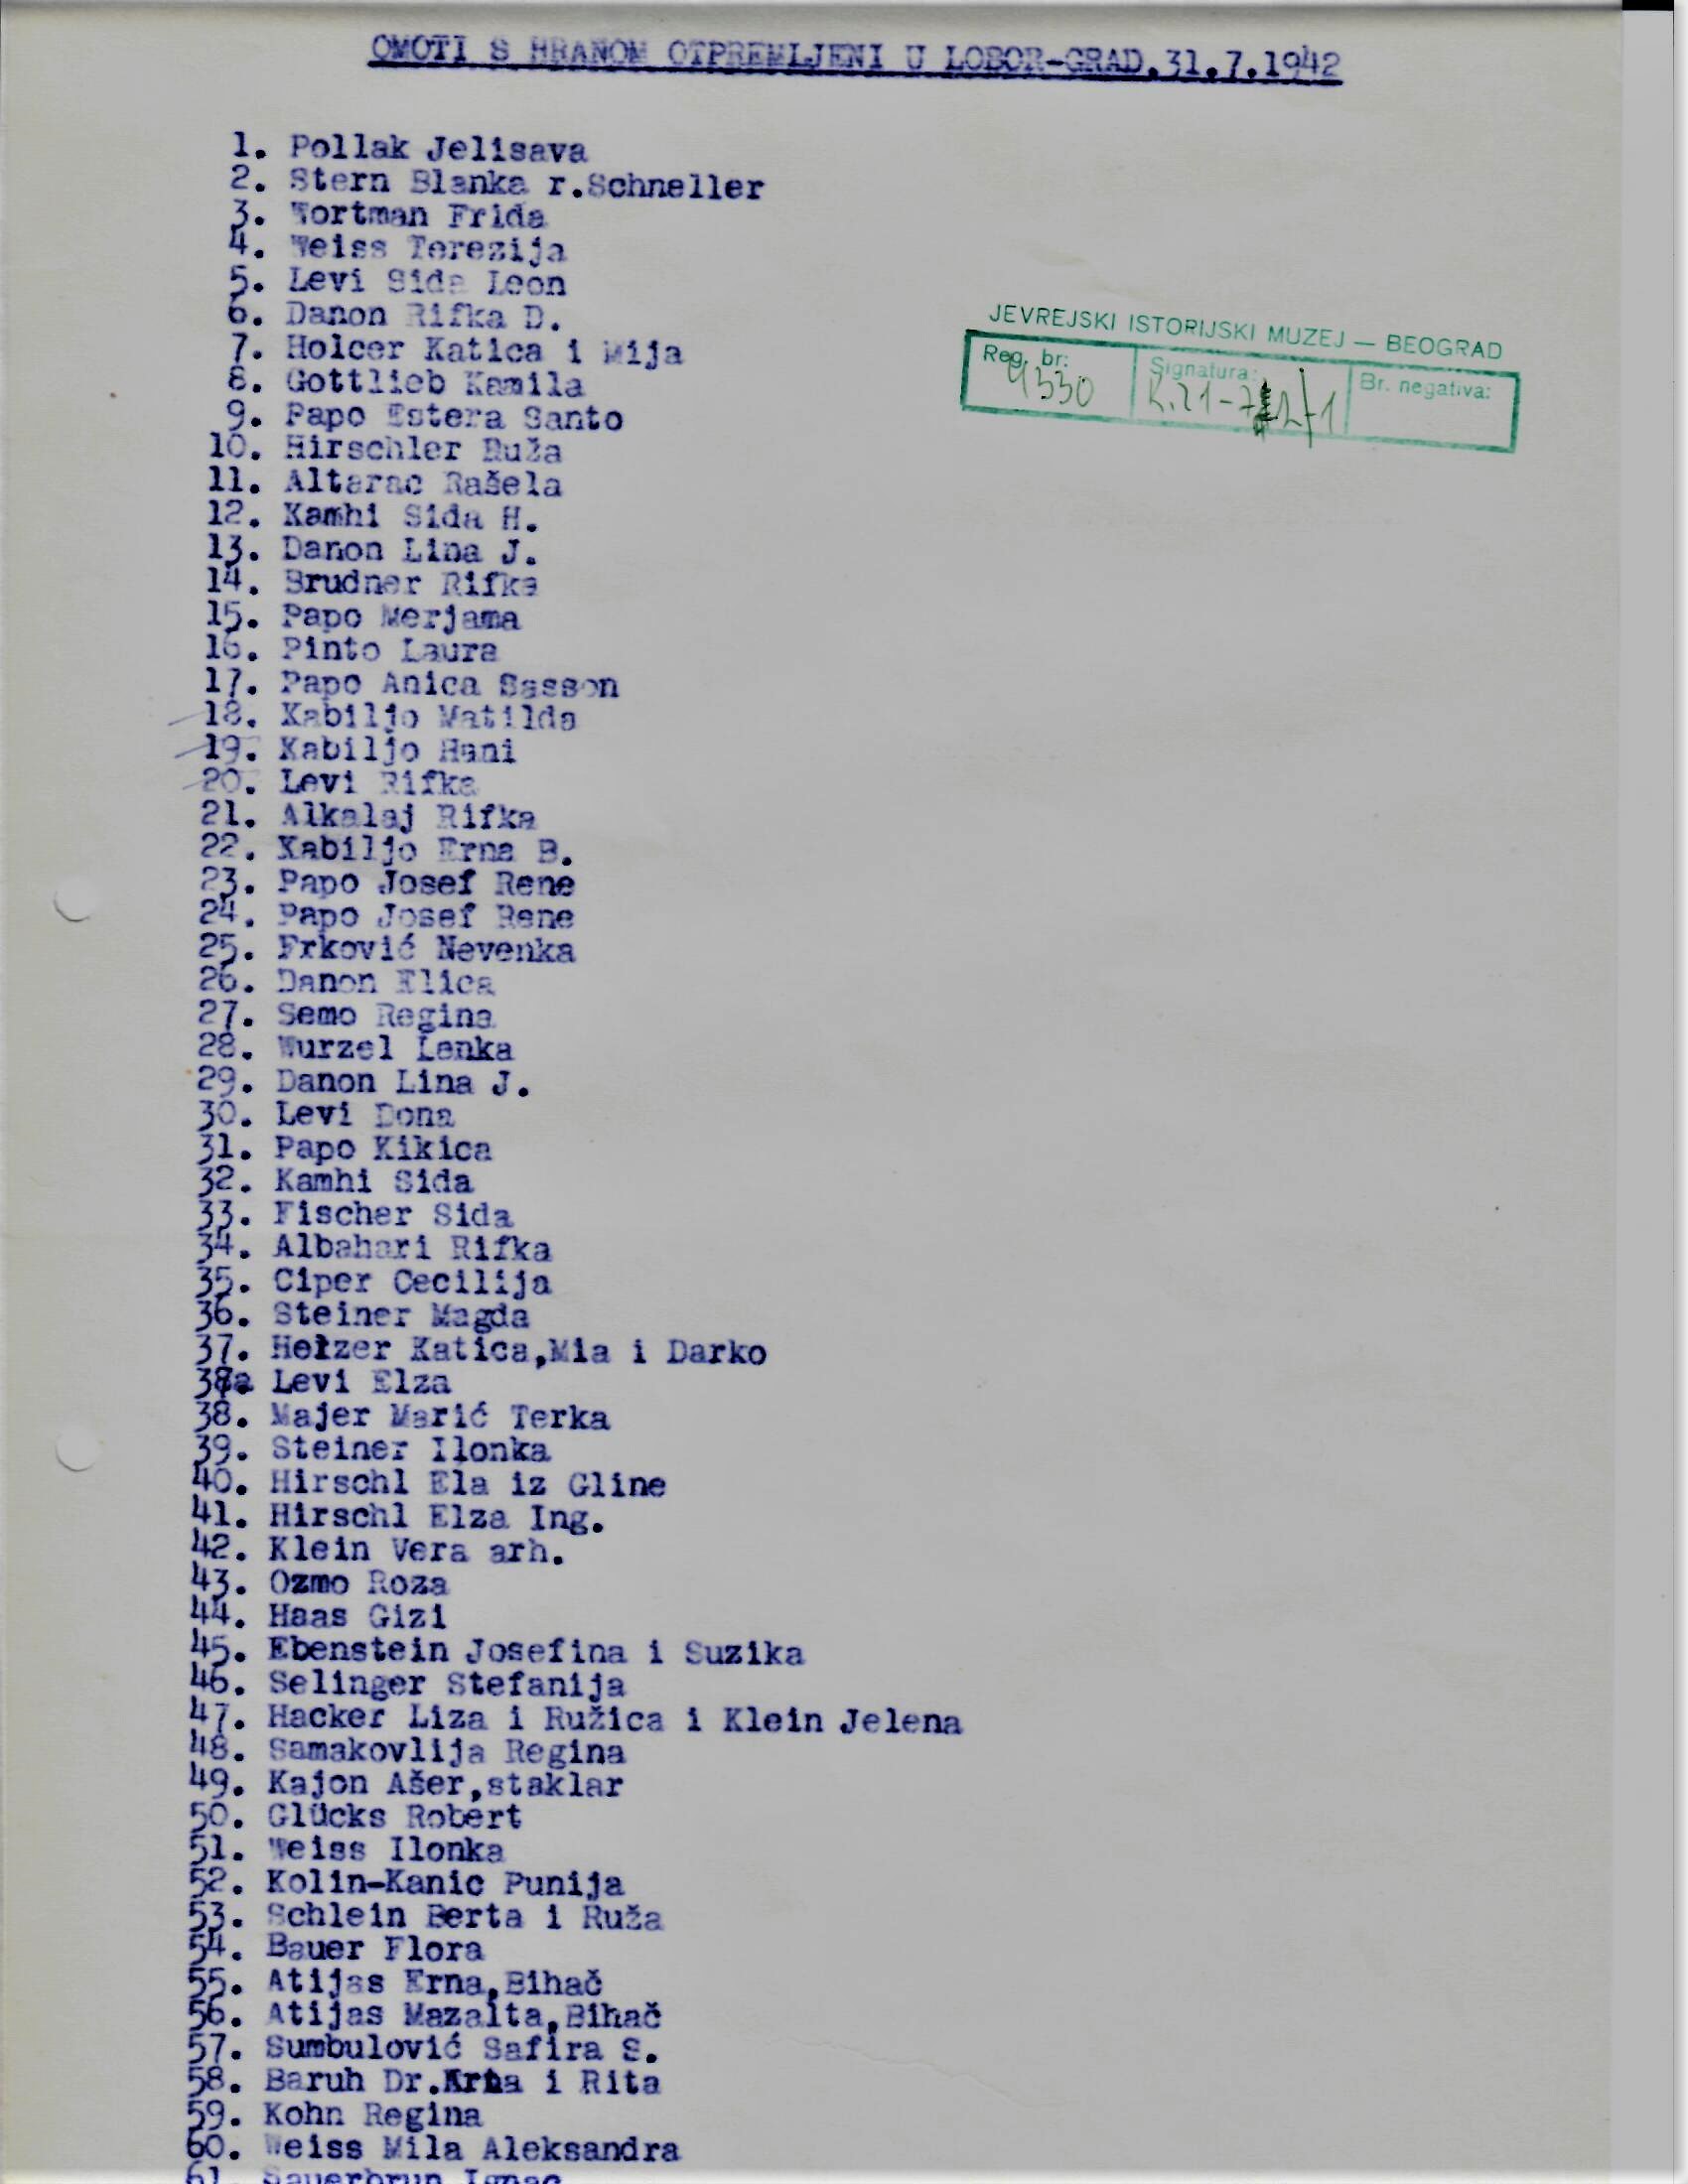 OMOTI S HRANOM OTPREMLJENI U LOBOR-GRAD.31.7.1942
1. Pollak Jelisava
2. Stern Blanka r.Schneller
3. Wortman Frida
4. Weiss Terezija
5. Levi Sida Leon
6. Danon Rifka D.
7. Holcer Katica i Mija
8. Gottlieb Kamila
9. Papo Estera Santo
10. Hirschler Ruža
11. Altarac Rašela
12. Kamhi Sida H.
13. Danon Lina J.
14. Brudner Rifka
15. Papo Merjama
16. Pinto Laura
17. Papo Anica Sasson
18. Kabiljo Matilda
19. Kabiljo Hani
20. Levi Rifka
21. Alkalaj Rifka
22. Kabiljo Erna B.
23. Papo Josef Rene
24. Papo Josef Rene
25. Frković Nevenka
26. Danon Elica
27. Semo Regina
28. Wurzel Lenka
29. Danon Lina J.
30. Levi Dona
31. Papo Kikica
32. Kamhi Sida
33. Fischer Sida
34. Albahari Rifka
35. Ciper Cecilija
36. Steiner Magda
37. Helzer Katica,Mia i Darko
37a Levi Elza
38. Majer Marić Terka
39. Steiner Ilonka
40. Hirschl Ela iz Gline
41. Hirschl Elza Ing.
42. Klein Vera arh.
43. Ozmo Roza
44. Haas Gizi
45. Ebenstein Josefina i Suzika
46. Selinger Stefanija
47. Hacker Liza i Ružica i Klein Jelena
48. Samakovlija Regina
49. Kajon Ašer,staklar
50. Glücks Robert
51. Weiss Ilonka
52. Kolin-Kanic Punija
53. Schlein Berta i Ruža
54. Bauer Flora
55. Atijas Erna,Bihač
56. Atijas Mazalta,Bihač
57. Sumbulović Safira S.
58. Baruh Dr. i Rita
59. Kohn Regina
60. Weiss Mila Aleksandra
61. Sauerbrun Ignac
JEVREJSKI ISTORIJSKI MUZEJ — BEOGRAD
Reg. br: Signatura: Br. negativa:
4330 K.21-7-2/1